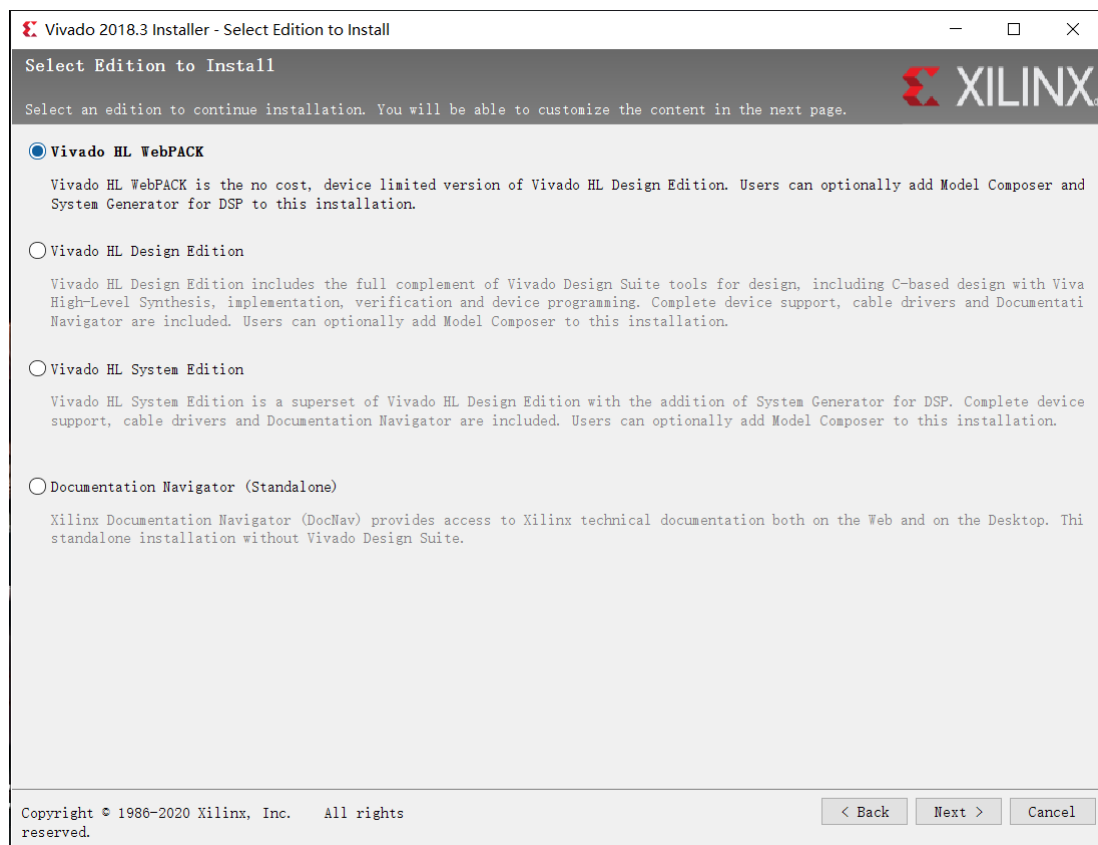 Vivado 2018.3 Installer - Select Edition to Install
Select Edition to Install
XILINX
Select an edition to continue installation. You will be able to customize the content in the next page.
Vivado HL WebPACK
Vivado HL WebPACK is the no cost, device limited version of Vivado HL Design Edition. Users can optionally add Model Composer and
System Generator for DSP to this installation.
Vivado HL Design Edition
Vivado HL Design Edition includes the full complement of Vivado Design Suite tools for design, including C-based design with Viva
High-Level Synthesis, implementation, verification and device programming. Complete device support, cable drivers and Documentati
Navigator are included. Users can optionally add Model Composer to this installation.
Vivado HL System Edition
Vivado HL System Edition is a superset of Vivado HL Design Edition with the addition of System Generator for DSP. Complete device
support, cable drivers and Documentation Navigator are included. Users can optionally add Model Composer to this installation.
Documentation Navigator (Standalone)
Xilinx Documentation Navigator (DocNav) provides access to Xilinx technical documentation both on the Web and on the Desktop. Thi
standalone installation without Vivado Design Suite.
Copyright © 1986-2020 Xilinx, Inc. All rights
reserved.
< Back Next > Cancel